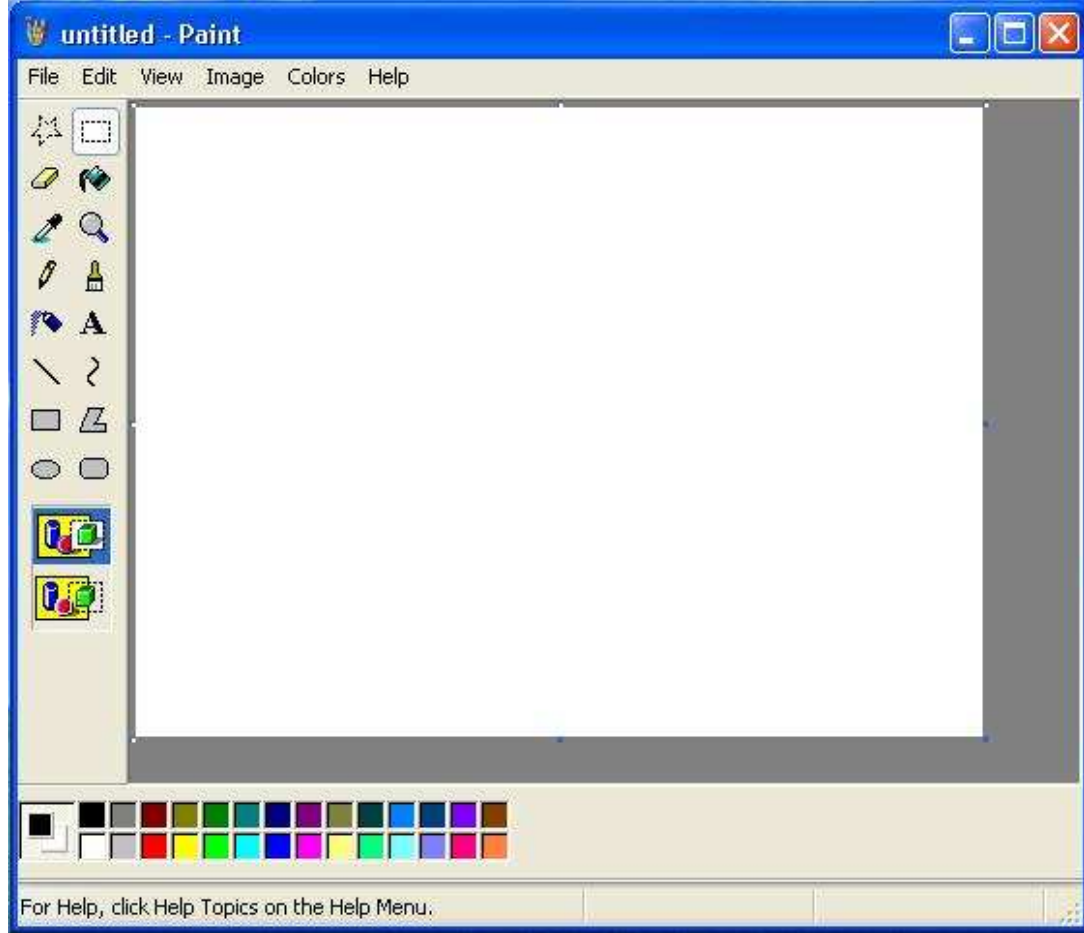 untitled - Paint
File Edit View Image Colors Help
A
For Help, click Help Topics on the Help Menu.